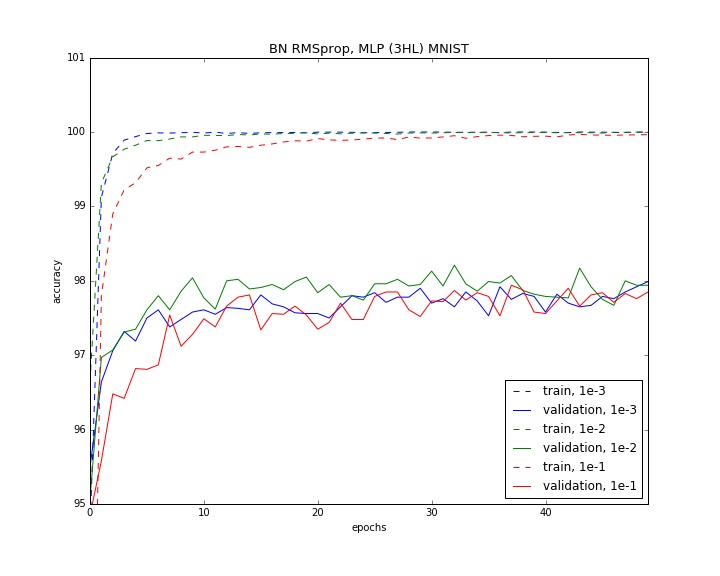 BN RMSprop, MLP (3HL) MNIST
101
100
99
98
97
96
95
accuracy
train, 1e-3
validation, 1e-3
train, 1e-2
validation, 1e-2
train, 1e-1
validation, 1e-1
0 10 20 30 40
epochs